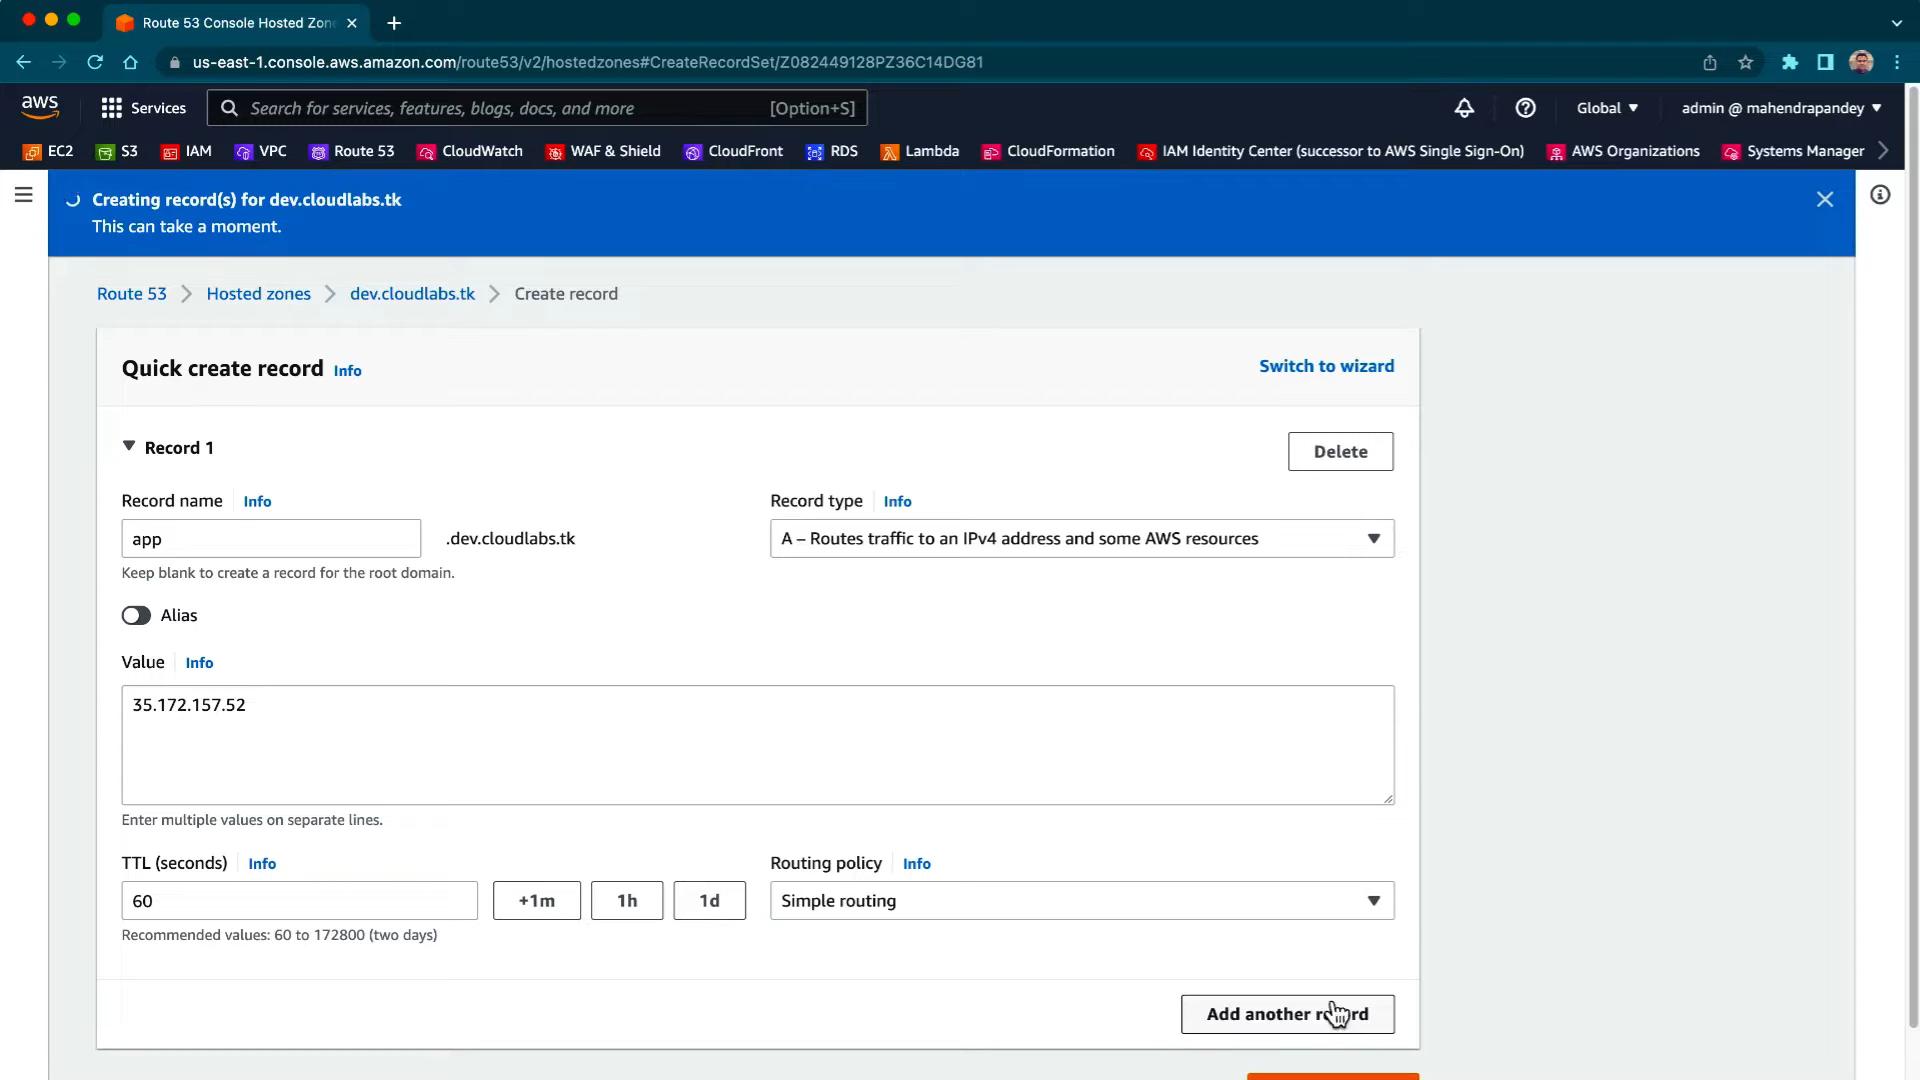 Route 53 Console Hosted Zon
us-east-1.console.aws.amazon.com/route53/v2/hostedzones#CreateRecordSet/Z082449128PZ36C14DG81
aws
Services
Search for services, features, blogs, docs, and more
[Option+S]
Global
admin @ mahendrapandey
EC2
S3
IAM
VPC
Route 53
CloudWatch
WAF & Shield
CloudFront
RDS
Lambda
CloudFormation
IAM Identity Center (successor to AWS Single Sign-On)
AWS Organizations
Systems Manager
Creating record(s) for dev.cloudlabs.tk
This can take a moment.
Route 53
Hosted zones
dev.cloudlabs.tk
Create record
Quick create record
Info
Switch to wizard
Record 1
Delete
Record name
Info
Record type
Info
app
.dev.cloudlabs.tk
A – Routes traffic to an IPv4 address and some AWS resources
Keep blank to create a record for the root domain.
Alias
Value
Info
35.172.157.52
Enter multiple values on separate lines.
TTL (seconds)
Info
Routing policy
Info
60
+1m
1h
1d
Simple routing
Recommended values: 60 to 172800 (two days)
Add another record